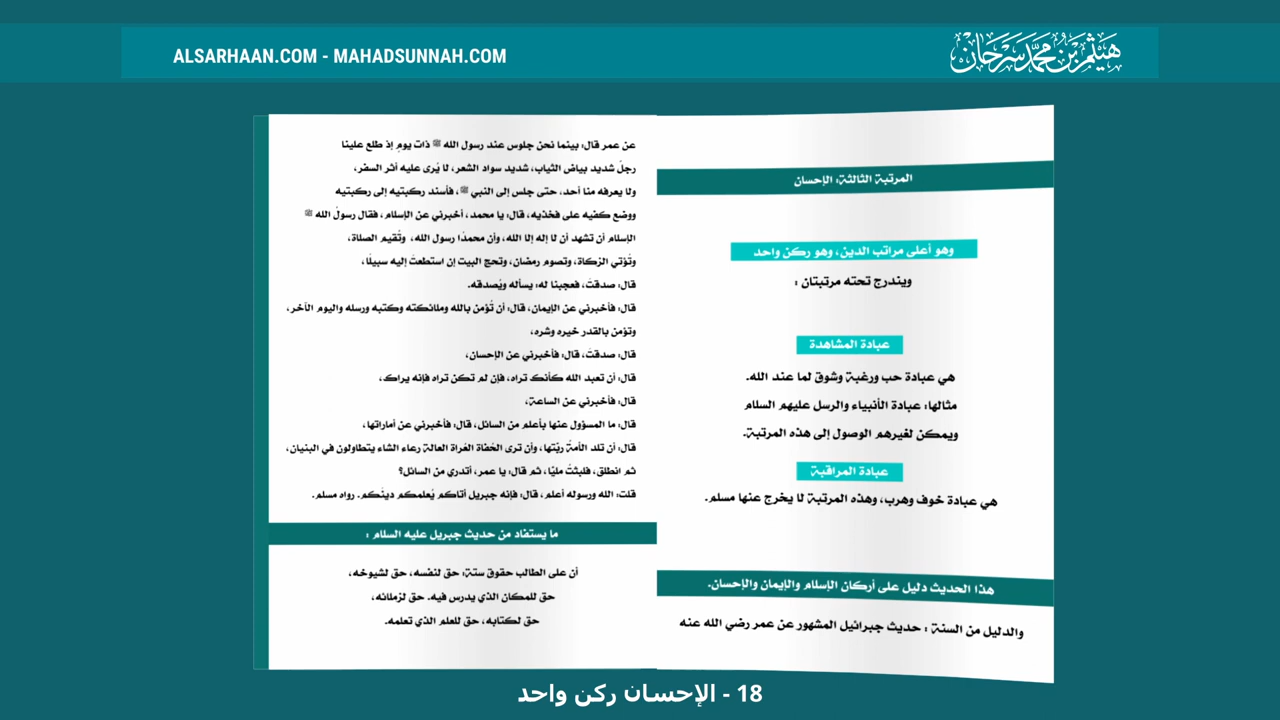 ALSARHAAN.COM - MAHADSUNNAH.COM
هيثم بن محمد سرحان
المرتبة الثالثة: الإحسان
وهو أعلى مراتب الدين، وهو ركن واحد
ويندرج تحته مرتبتان :
عبادة المشاهدة
هي عبادة حب ورغبة وشوق لما عند الله.
مثالها: عبادة الأنبياء والرسل عليهم السلام
ويمكن لغيرهم الوصول إلى هذه المرتبة.
عبادة المراقبة
هي عبادة خوف وهرب، وهذه المرتبة لا يخرج عنها مسلم.
هذا الحديث دليل على أركان الإسلام والإيمان والإحسان.
والدليل من السنة : حديث جبرائيل المشهور عن عمر رضي الله عنه
عن عمر قال: بينما نحن جلوس عند رسول الله ﷺ ذات يوم إذ طلع علينا
رجلٌ شديد بياض الثياب، شديد سواد الشعر، لا يُرى عليه أثر السفر،
ولا يعرفه منا أحد، حتى جلس إلى النبي ﷺ، فأسند ركبتيه إلى ركبتيه
ووضع كفيه على فخذيه، قال: يا محمد، أخبرني عن الإسلام، فقال رسولُ الله ﷺ
الإسلام أن تشهد أن لا إله إلا الله، وأن محمدًا رسول الله، وتُقيم الصلاة،
وتُؤتي الزكاة، وتصوم رمضان، وتحج البيت إن استطعتَ إليه سبيلًا،
قال: صدقتَ، فعجبنا له: يسأله ويُصدقه.
قال: فأخبرني عن الإيمان، قال: أن تُؤمن بالله وملائكته وكتبه ورسله واليوم الأخر،
وتؤمن بالقدر خيره وشره،
قال: صدقتَ، قال: فأخبرني عن الإحسان،
قال: أن تعبد الله كأنك تراه، فإن لم تكن تراه فإنه يراك،
قال: فأخبرني عن الساعة،
قال: ما المسؤول عنها بأعلم من السائل، قال: فأخبرني عن أماراتها،
قال: أن تلد الأمةُ ربّتها، وأن ترى الحُفاة العُراة العالة رعاء الشاء يتطاولون في البنيان،
ثم انطلق، فلبثتُ مليًا، ثم قال: يا عمر، أتدري من السائل؟
قلت: الله ورسوله أعلم، قال: فإنه جبريل أتاكم يُعلمكم دينَكم. رواه مسلم.
ما يستفاد من حديث جبريل عليه السلام :
أن على الطالب حقوق ستة: حق لنفسه، حق لشيوخه،
حق للمكان الذي يدرس فيه. حق لزملائه،
حق لكتابه، حق للعلم الذي تعلمه.
18 - الإحسان ركن واحد